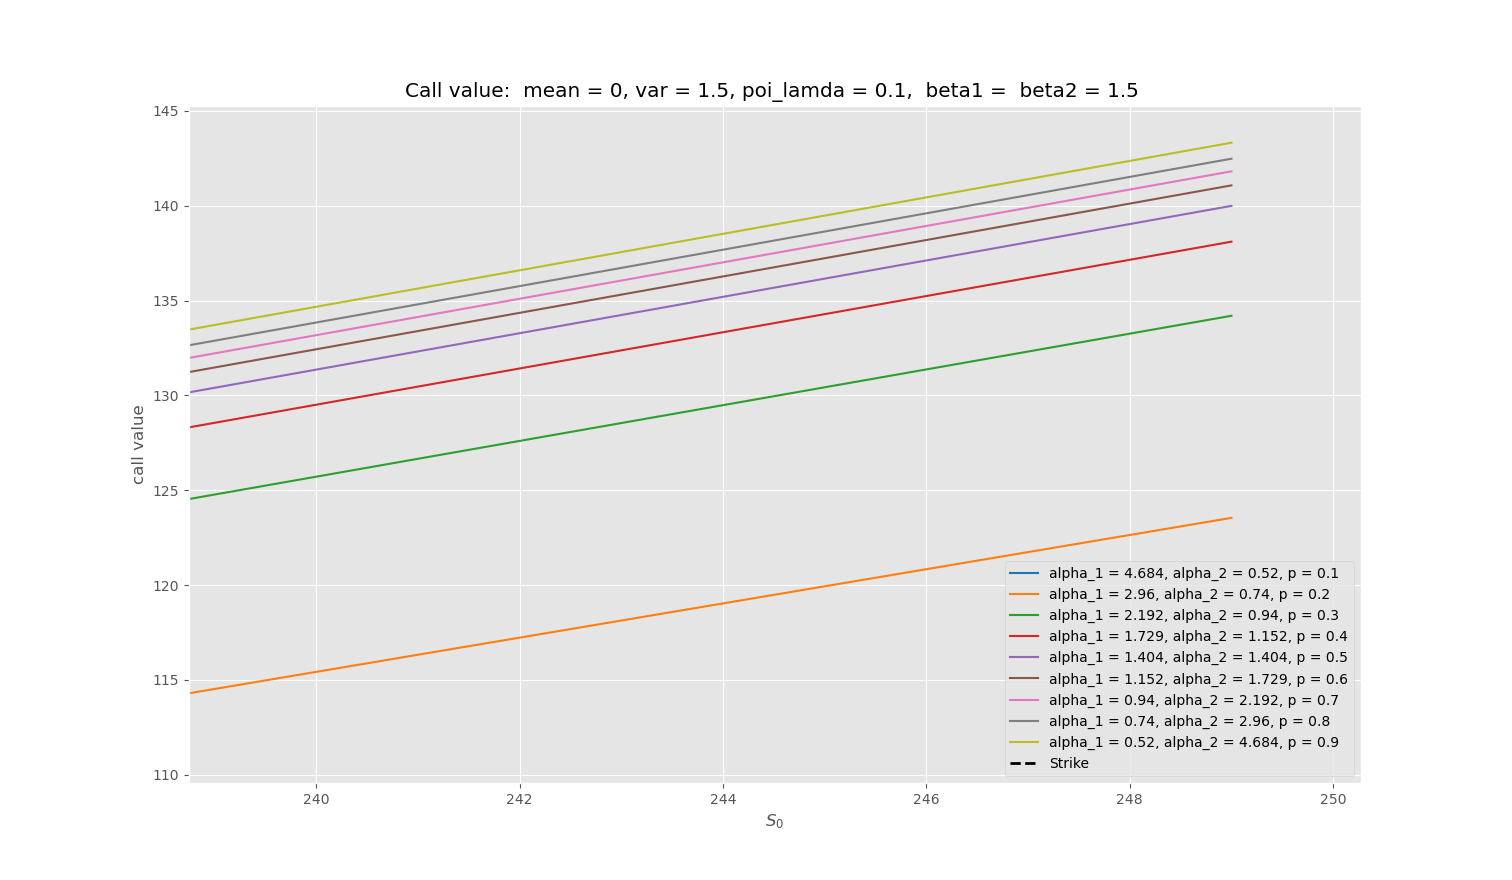 Call value:  mean = 0, var = 1.5, poi_lamda = 0.1,  beta1 =  beta2 = 1.5
145
140
135
130
125
120
115
110
call value
240
242
244
246
248
250
S0
alpha_1 = 4.684, alpha_2 = 0.52, p = 0.1
alpha_1 = 2.96, alpha_2 = 0.74, p = 0.2
alpha_1 = 2.192, alpha_2 = 0.94, p = 0.3
alpha_1 = 1.729, alpha_2 = 1.152, p = 0.4
alpha_1 = 1.404, alpha_2 = 1.404, p = 0.5
alpha_1 = 1.152, alpha_2 = 1.729, p = 0.6
alpha_1 = 0.94, alpha_2 = 2.192, p = 0.7
alpha_1 = 0.74, alpha_2 = 2.96, p = 0.8
alpha_1 = 0.52, alpha_2 = 4.684, p = 0.9
Strike